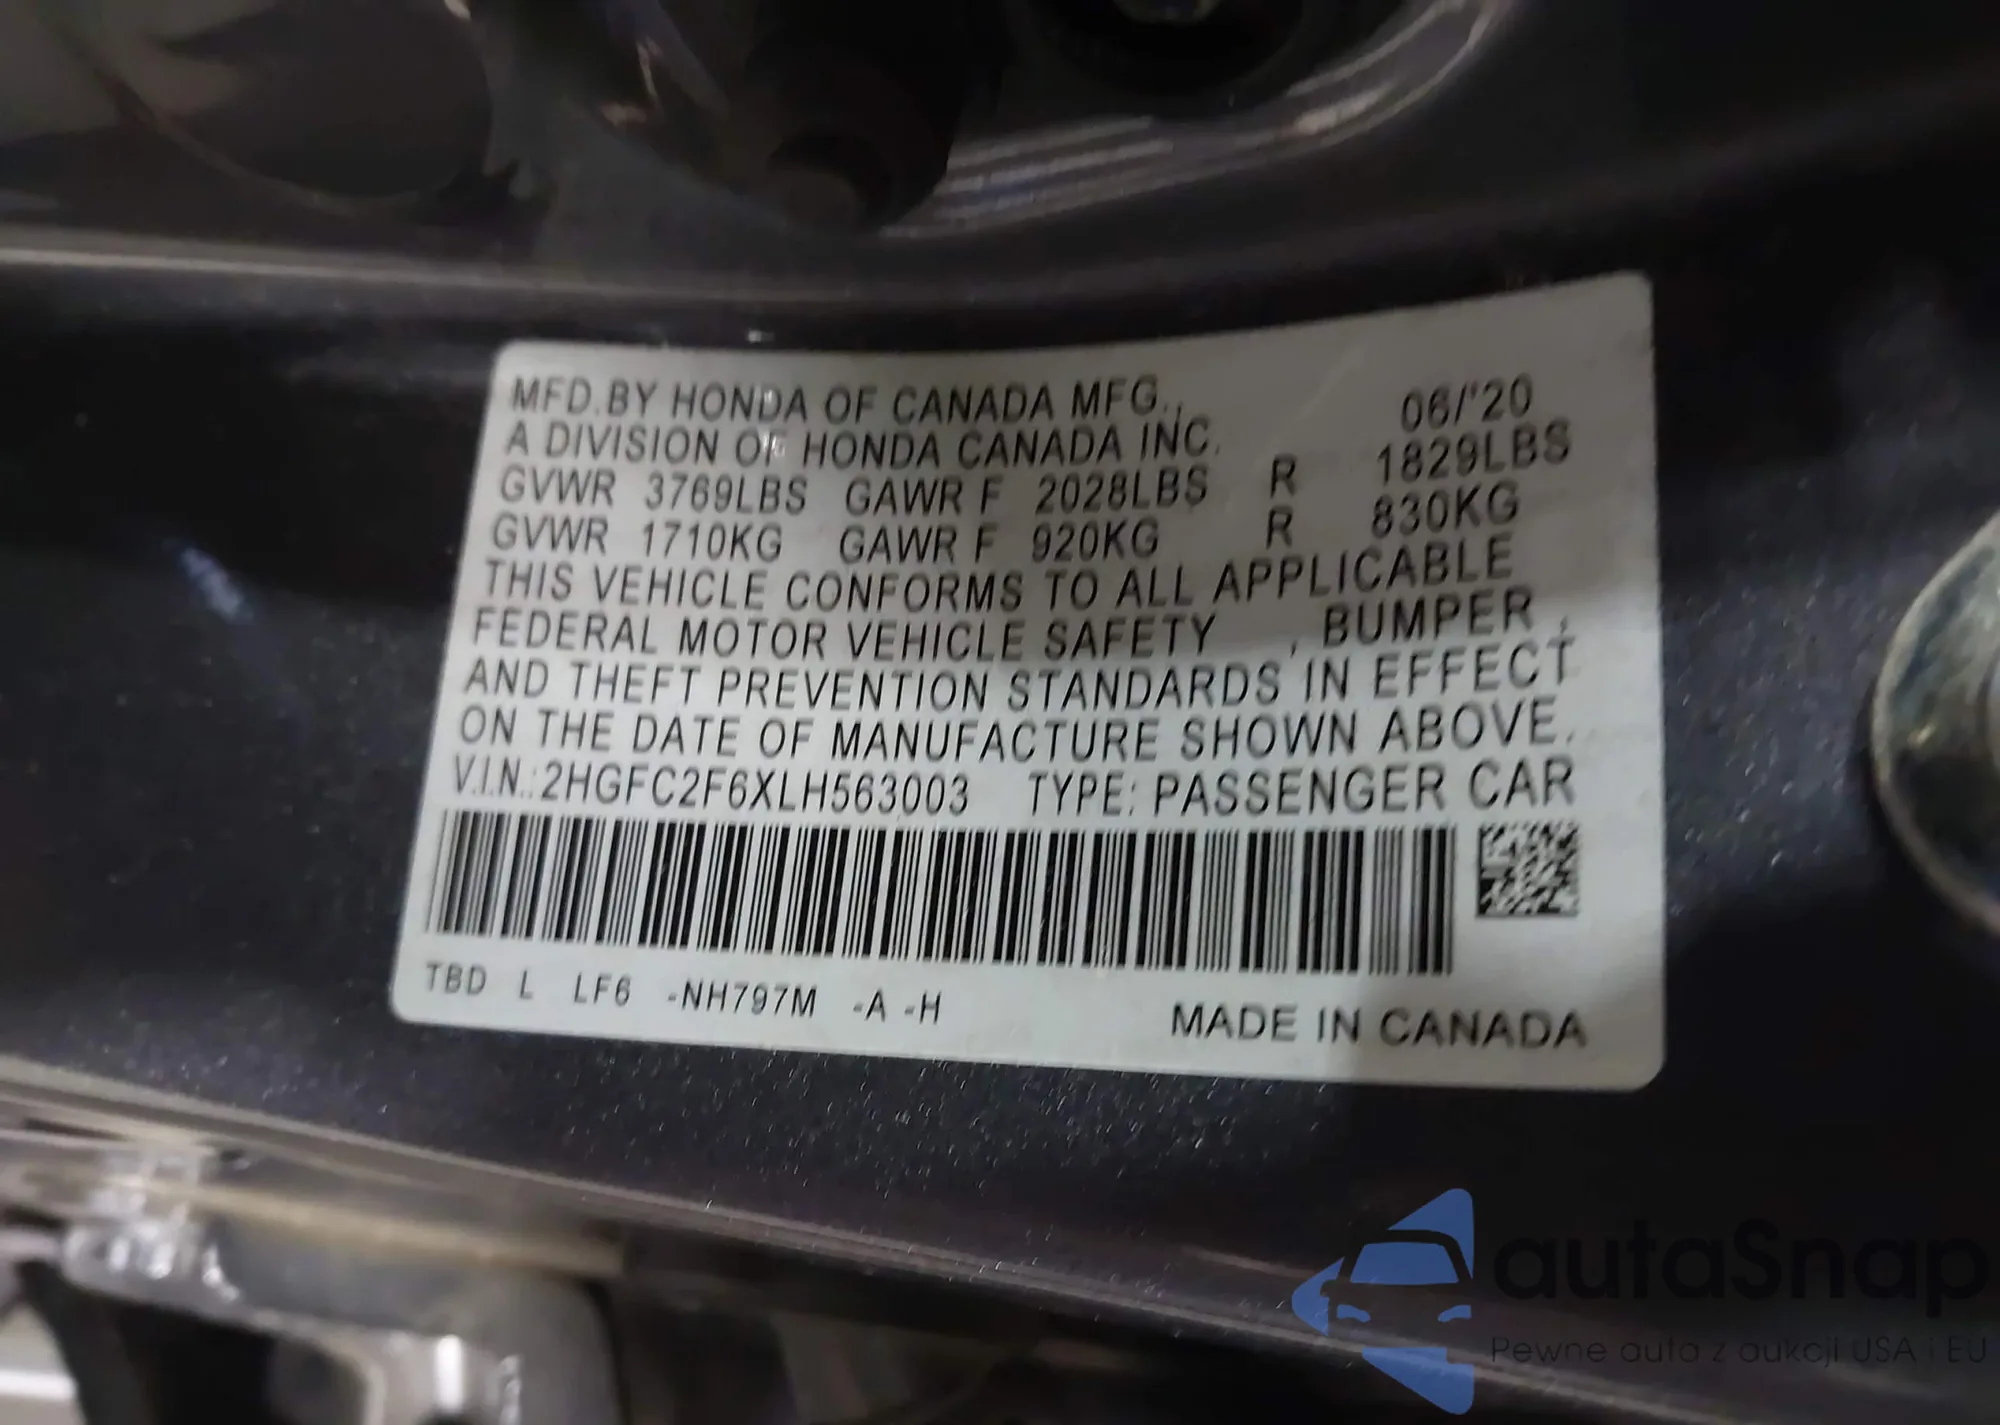 MFD. BY HONDA OF CANADA MFG., 06/'20
A DIVISION OF HONDA CANADA INC.
GVWR 3769LBS GAWR F 2028LBS R 1829LBS
GVWR 1710KG GAWR F 920KG R 830KG
THIS VEHICLE CONFORMS TO ALL APPLICABLE
FEDERAL MOTOR VEHICLE SAFETY , BUMPER ,
AND THEFT PREVENTION STANDARDS IN EFFECT
ON THE DATE OF MANUFACTURE SHOWN ABOVE.
V.I.N.: 2HGFC2F6XLH563003 TYPE: PASSENGER CAR
TBD L LF6 -NH797M -A -H
MADE IN CANADA
autaSnap
Pewne auta z aukcji USA i EU